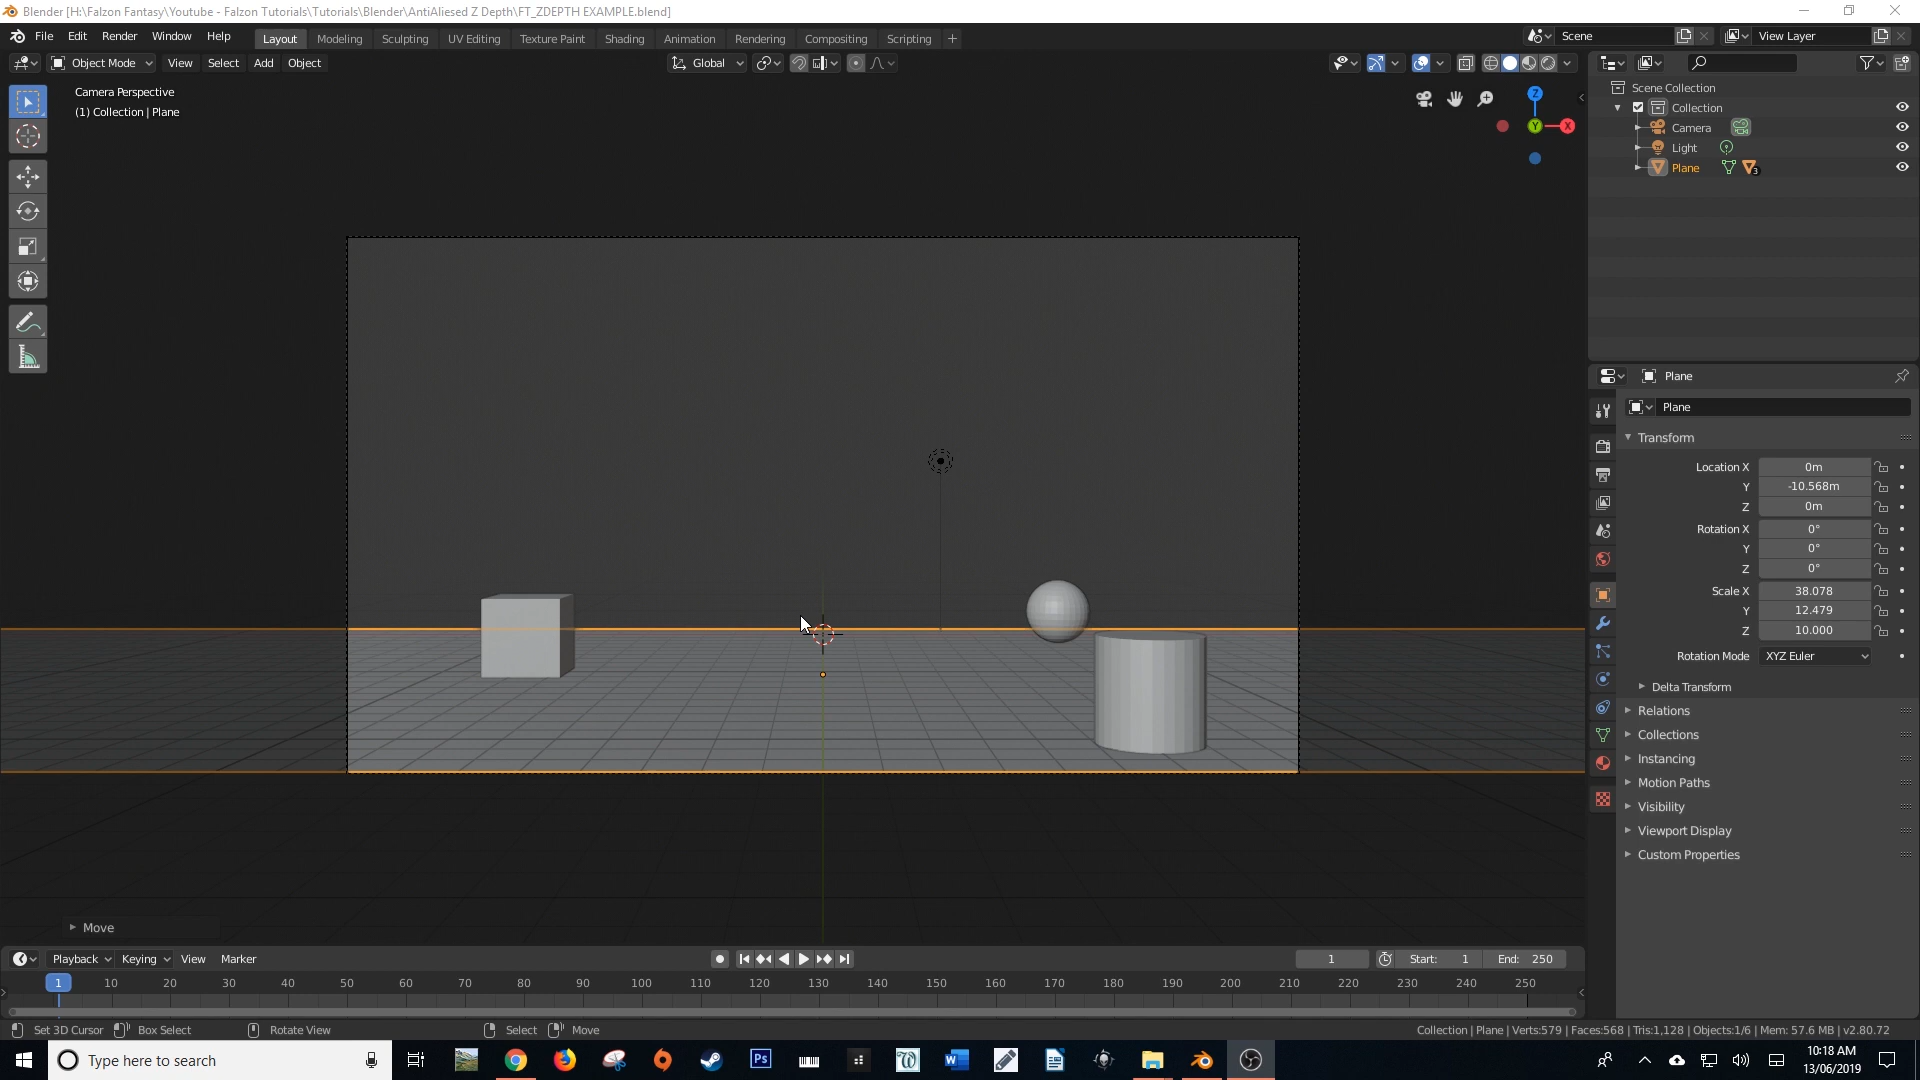 Blender [H:\Falzon Fantasy\Youtube - Falzon Tutorials\Tutorials\Blender\AntiAliesed Z Depth\FT_ZDEPTH EXAMPLE.blend]
File Edit Render Window Help Layout Modeling Sculpting UV Editing Texture Paint Shading Animation Rendering Compositing Scripting + Scene View Layer
Object Mode View Select Add Object Global
Camera Perspective
(1) Collection | Plane
Z
Y X
Scene Collection
Collection
Camera
Light
Plane 3
Plane
Plane
Transform
Location X 0m
Y -10.568m
Z 0m
Rotation X 0°
Y 0°
Z 0°
Scale X 38.078
Y 12.479
Z 10.000
Rotation Mode XYZ Euler
Delta Transform
Relations
Collections
Instancing
Motion Paths
Visibility
Viewport Display
Custom Properties
Move
Playback Keying View Marker 1 Start: 1 End: 250
1 10 20 30 40 50 60 70 80 90 100 110 120 130 140 150 160 170 180 190 200 210 220 230 240 250
Set 3D Cursor Box Select Rotate View Select Move Collection | Plane | Verts:579 | Faces:568 | Tris:1,128 | Objects:1/6 | Mem: 57.6 MB | v2.80.72
Type here to search Ps W 10:18 AM
13/06/2019